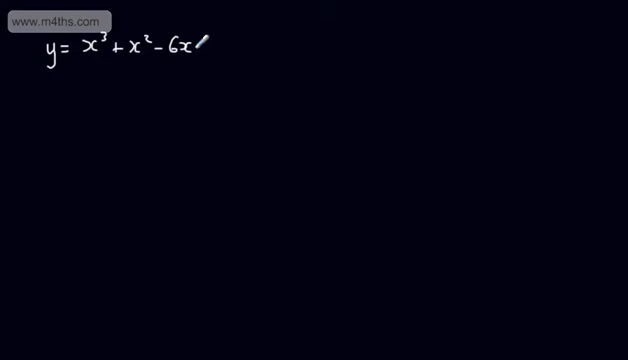 www.m4ths.com
y = x³ + x² - 6x